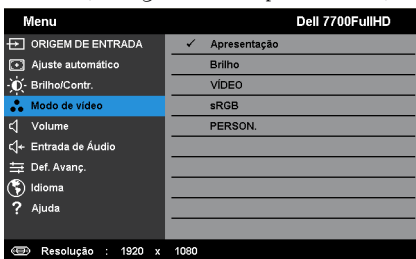 Menu
Dell 7700FullHD
ORIGEM DE ENTRADA
Ajuste automático
Brilho/Contr.
Modo de vídeo
Volume
Entrada de Áudio
Def. Avanç.
Idioma
? Ajuda
✓ Apresentação
Brilho
VÍDEO
sRGB
PERSON.
Resolução : 1920 x 1080